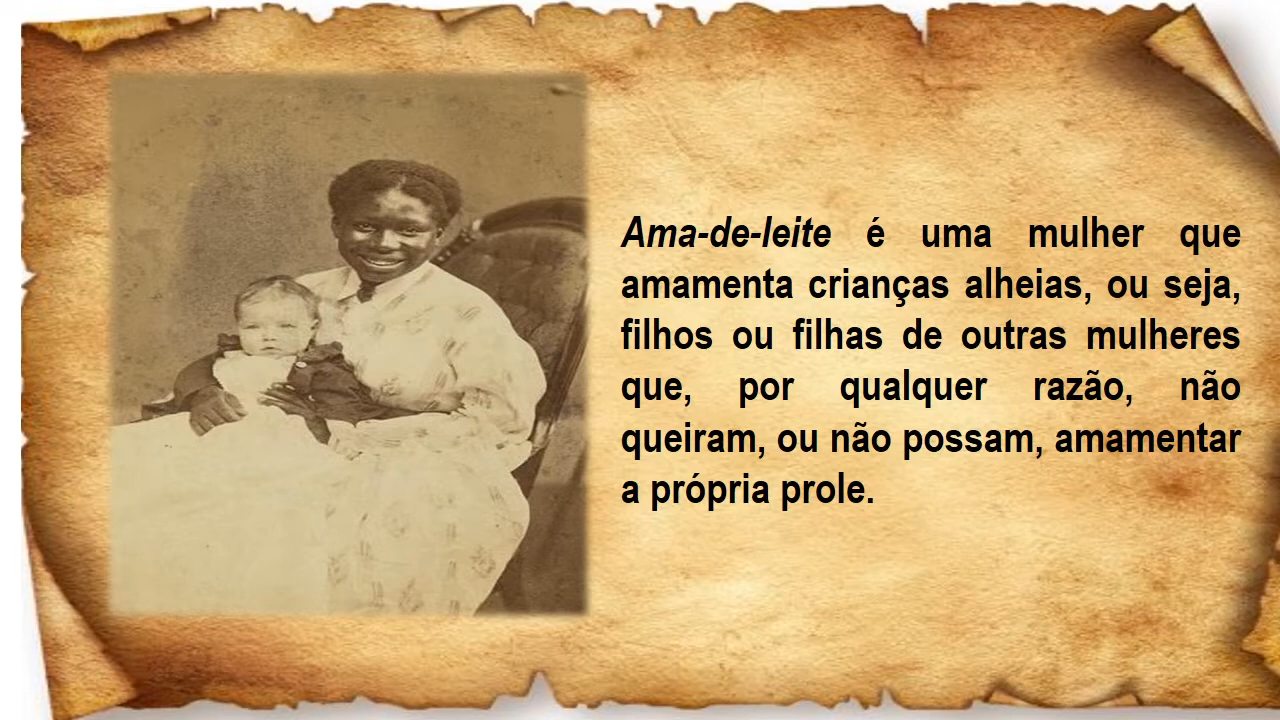 Ama-de-leite é uma mulher que
amamenta crianças alheias, ou seja,
filhos ou filhas de outras mulheres
que, por qualquer razão, não
queiram, ou não possam, amamentar
a própria prole.